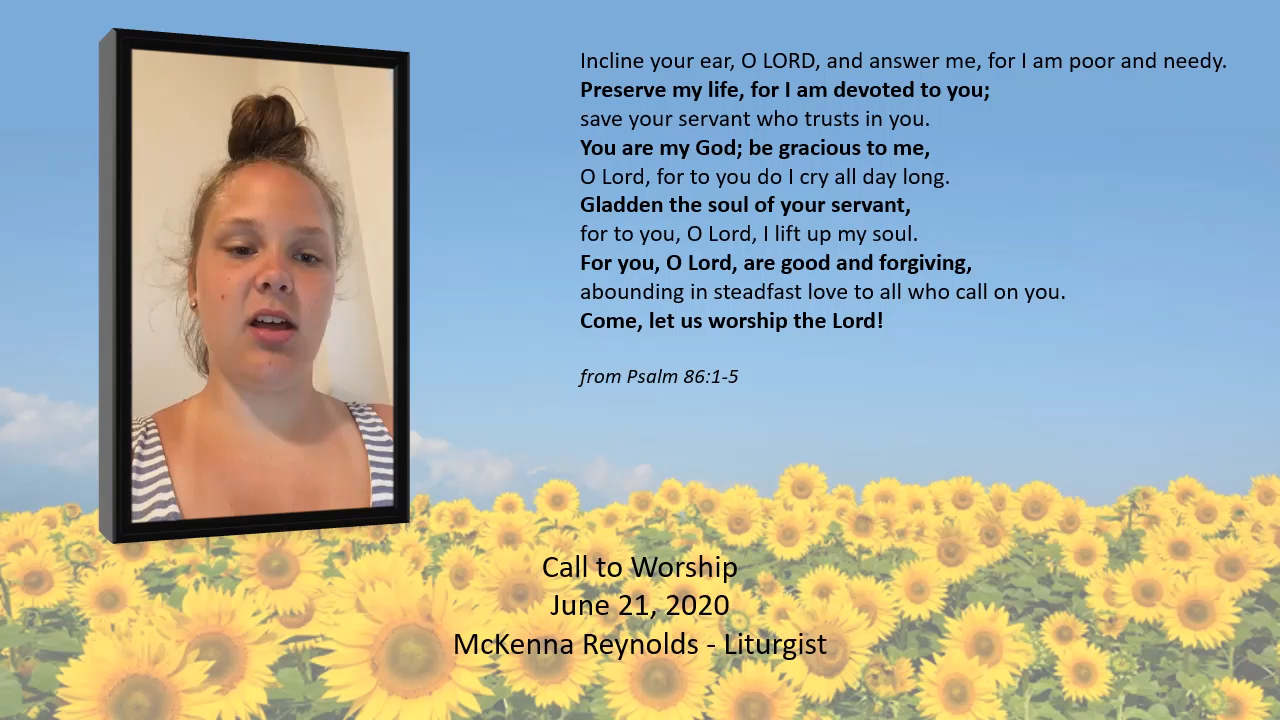 Incline your ear, O LORD, and answer me, for I am poor and needy.
Preserve my life, for I am devoted to you;
save your servant who trusts in you.
You are my God; be gracious to me,
O Lord, for to you do I cry all day long.
Gladden the soul of your servant,
for to you, O Lord, I lift up my soul.
For you, O Lord, are good and forgiving,
abounding in steadfast love to all who call on you.
Come, let us worship the Lord!
from Psalm 86:1-5
Call to Worship
June 21, 2020
McKenna Reynolds - Liturgist